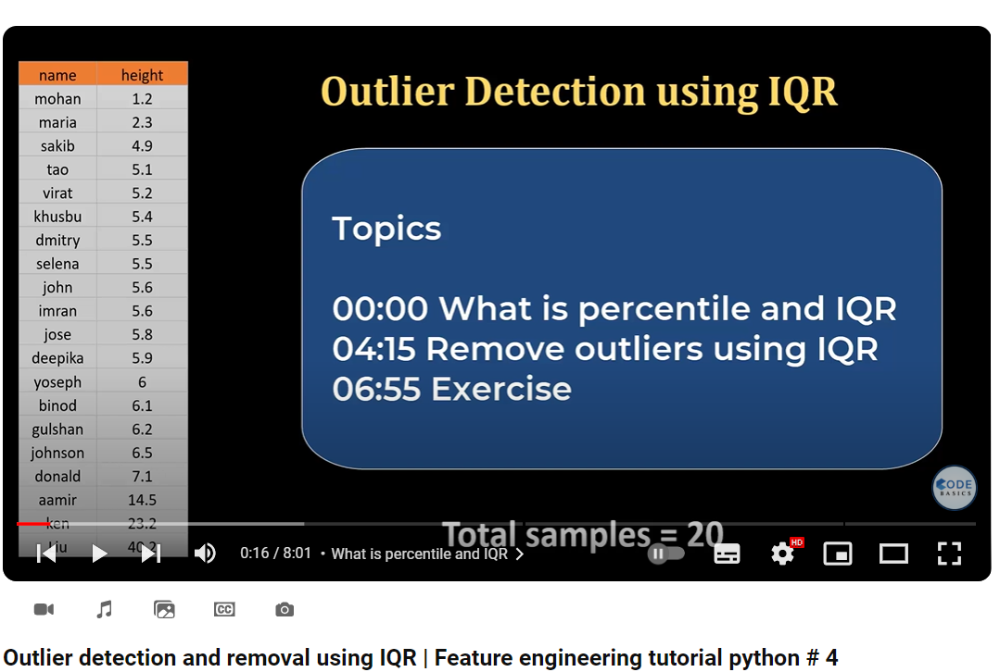 Outlier Detection using IQR
name height
mohan 1.2
maria 2.3
sakib 4.9
tao 5.1
virat 5.2
khusbu 5.4
dmitry 5.5
selena 5.5
john 5.6
imran 5.6
jose 5.8
deepika 5.9
yoseph 6
binod 6.1
gulshan 6.2
johnson 6.5
donald 7.1
aamir 14.5
ken 23.2
Liu 40.2
Topics
00:00 What is percentile and IQR
04:15 Remove outliers using IQR
06:55 Exercise
CODE
BASICS
Total samples = 20
0:16 / 8:01 • What is percentile and IQR
HD
CC
Outlier detection and removal using IQR | Feature engineering tutorial python # 4